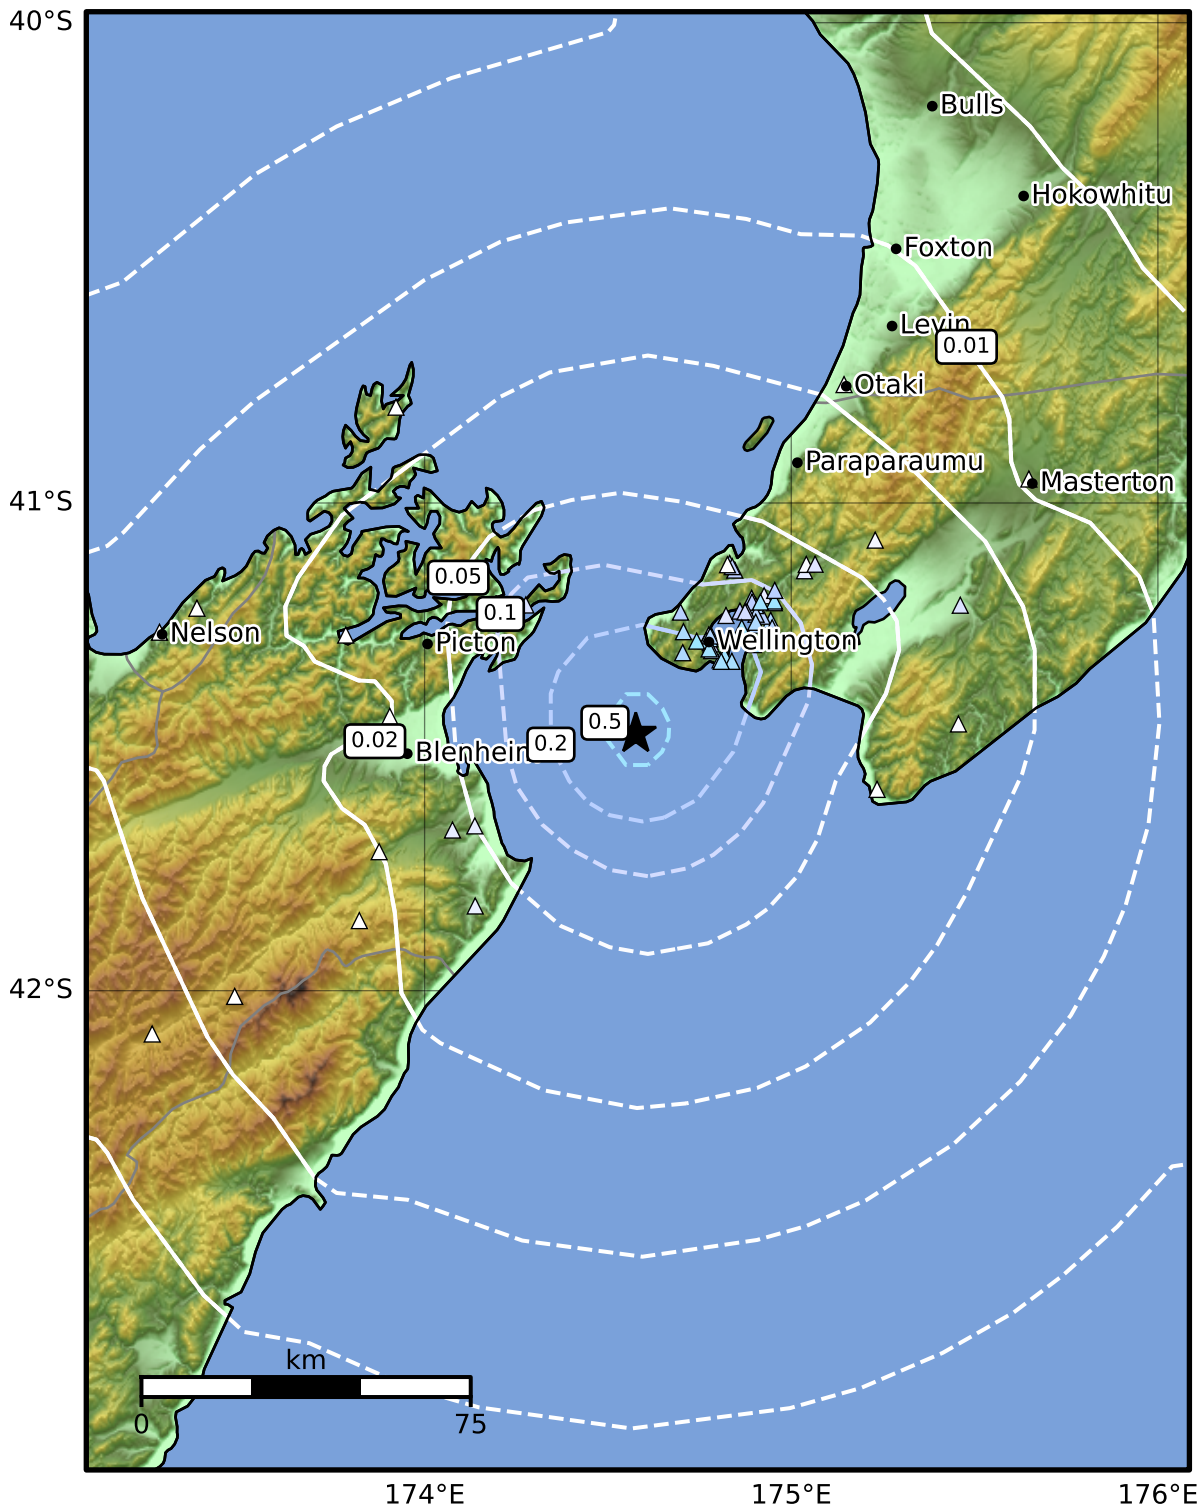 40°S
Bulls
Hokowhitu
Foxton
Levin
0.01
Otaki
Paraparaumu
Masterton
41°S
0.05
0.1
Nelson
Picton
Wellington
0.5
0.02
Blenheim
0.2
42°S
km
0 75
174°E 175°E 176°E